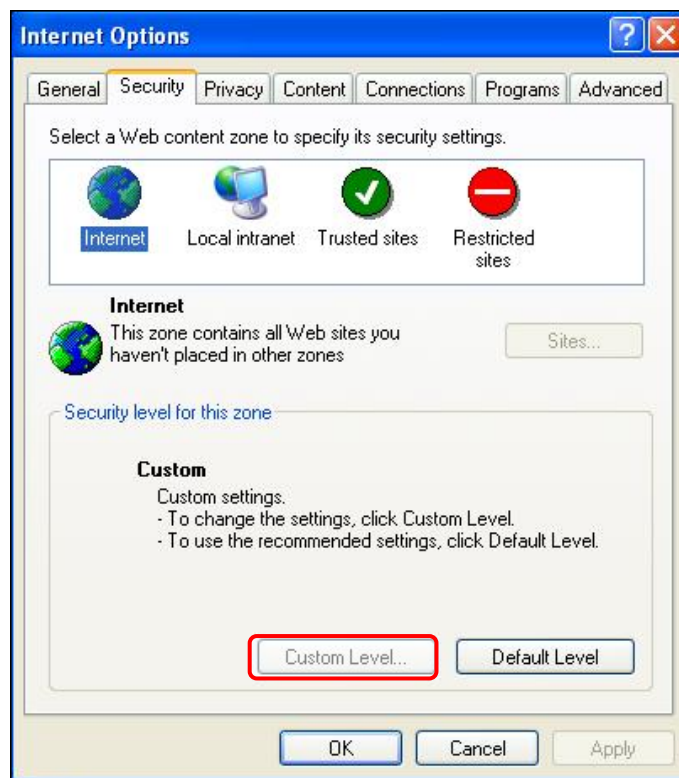 Internet Options
General Security Privacy Content Connections Programs Advanced
Select a Web content zone to specify its security settings.
Internet Local intranet Trusted sites Restricted
sites
Internet
This zone contains all Web sites you
haven't placed in other zones
Sites...
Security level for this zone
Custom
Custom settings.
- To change the settings, click Custom Level.
- To use the recommended settings, click Default Level.
Custom Level... Default Level
OK Cancel Apply